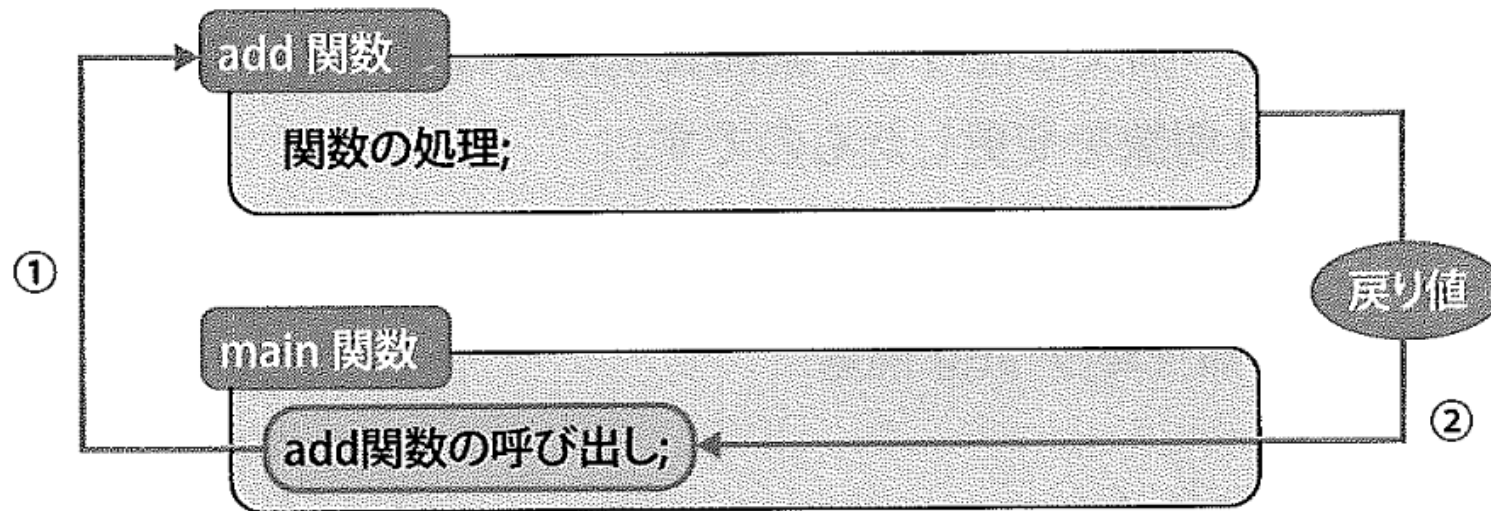 add 関数
関数の処理;
①
戻り値
main 関数
add関数の呼び出し;
②